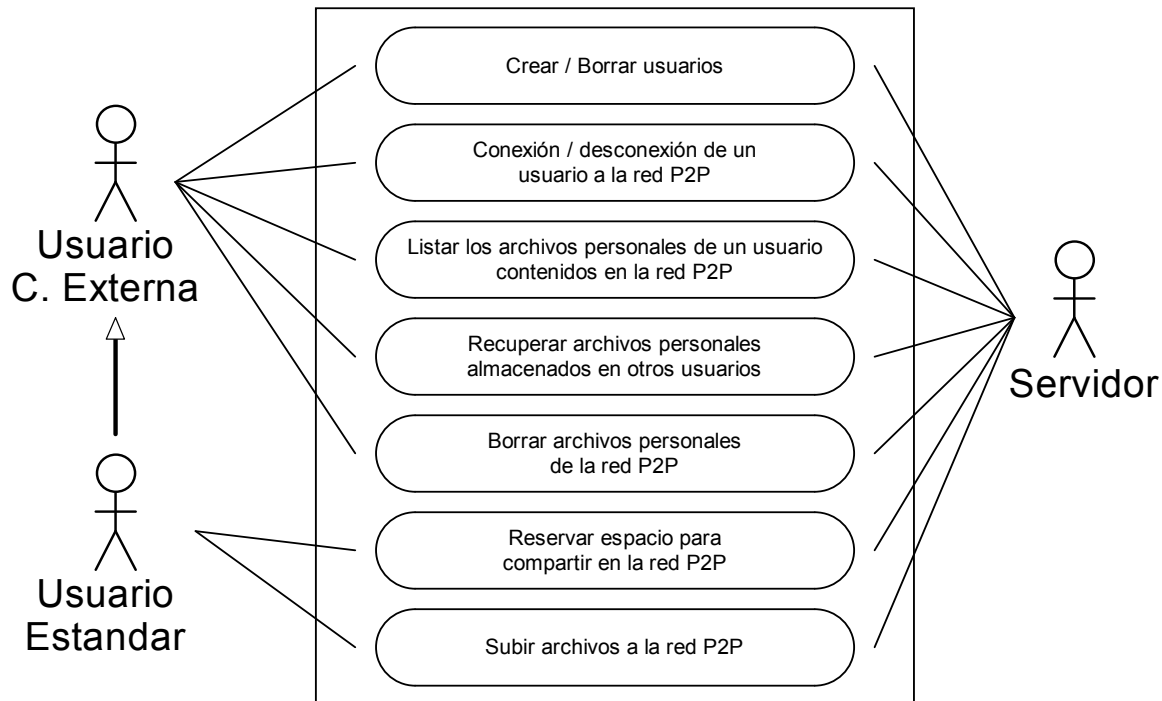 Crear / Borrar usuarios
Conexión / desconexión de un
usuario a la red P2P
Usuario
C. Externa
Listar los archivos personales de un usuario
contenidos en la red P2P
Recuperar archivos personales
almacenados en otros usuarios
Servidor
Borrar archivos personales
de la red P2P
Reservar espacio para
compartir en la red P2P
Usuario
Estandar
Subir archivos a la red P2P